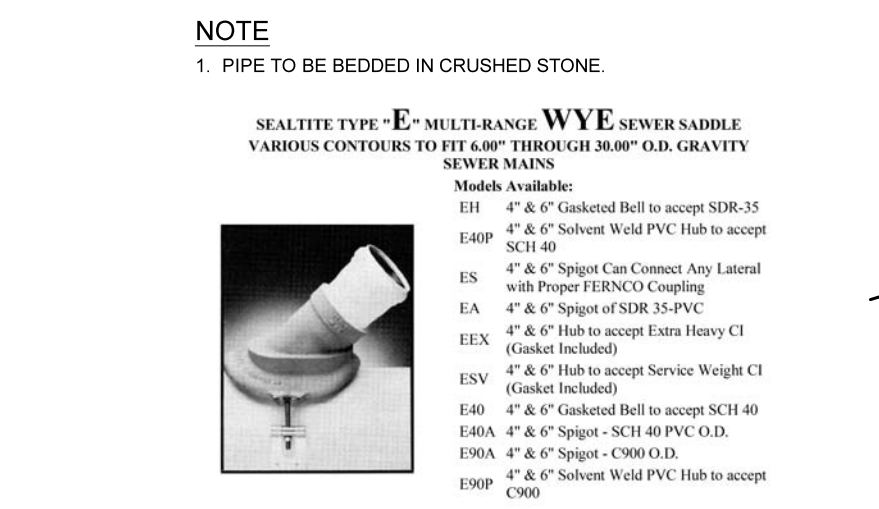 NOTE
1. PIPE TO BE BEDDED IN CRUSHED STONE.
SEALTITE TYPE "E" MULTI-RANGE WYE SEWER SADDLE
VARIOUS CONTOURS TO FIT 6.00" THROUGH 30.00" O.D. GRAVITY
SEWER MAINS
Models Available:
EH 4" & 6" Gasketed Bell to accept SDR-35
E40P 4" & 6" Solvent Weld PVC Hub to accept
SCH 40
ES 4" & 6" Spigot Can Connect Any Lateral
with Proper FERNCO Coupling
EA 4" & 6" Spigot of SDR 35-PVC
EEX 4" & 6" Hub to accept Extra Heavy CI
(Gasket Included)
ESV 4" & 6" Hub to accept Service Weight CI
(Gasket Included)
E40 4" & 6" Gasketed Bell to accept SCH 40
E40A 4" & 6" Spigot - SCH 40 PVC O.D.
E90A 4" & 6" Spigot - C900 O.D.
E90P 4" & 6" Solvent Weld PVC Hub to accept
C900